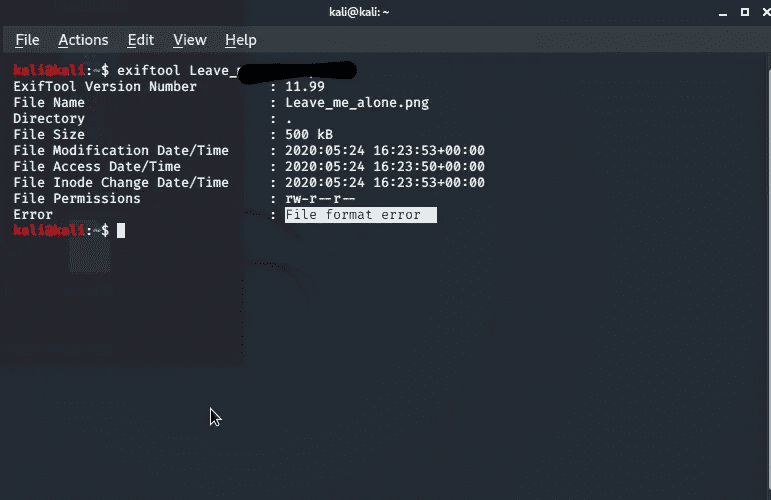 kali@kali: ~
File Actions Edit View Help
kali@kali:~$ exiftool Leave_
ExifTool Version Number : 11.99
File Name : Leave_me_alone.png
Directory : .
File Size : 500 kB
File Modification Date/Time : 2020:05:24 16:23:53+00:00
File Access Date/Time : 2020:05:24 16:23:50+00:00
File Inode Change Date/Time : 2020:05:24 16:23:53+00:00
File Permissions : rw-r--r--
Error : File format error
kali@kali:~$